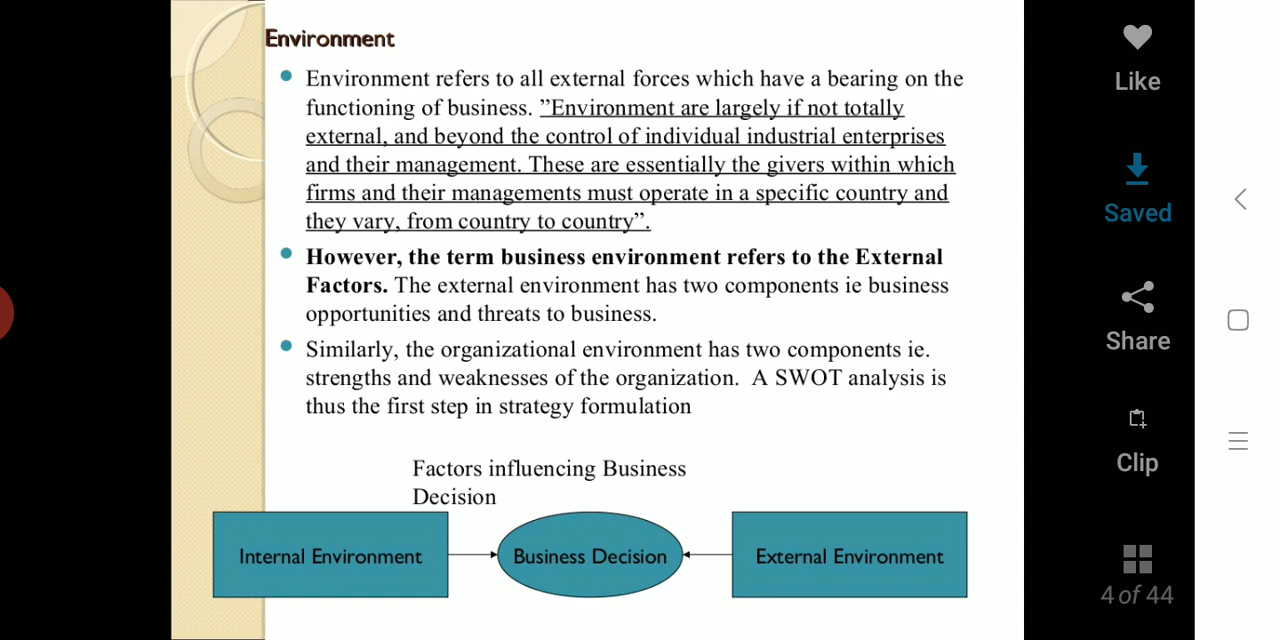 Environment
Environment refers to all external forces which have a bearing on the
functioning of business. ”Environment are largely if not totally
external, and beyond the control of individual industrial enterprises
and their management. These are essentially the givers within which
firms and their managements must operate in a specific country and
they vary, from country to country”.
However, the term business environment refers to the External
Factors. The external environment has two components ie business
opportunities and threats to business.
Similarly, the organizational environment has two components ie.
strengths and weaknesses of the organization. A SWOT analysis is
thus the first step in strategy formulation
Factors influencing Business
Decision
Internal Environment
Business Decision
External Environment
Like
Saved
Share
Clip
4 of 44